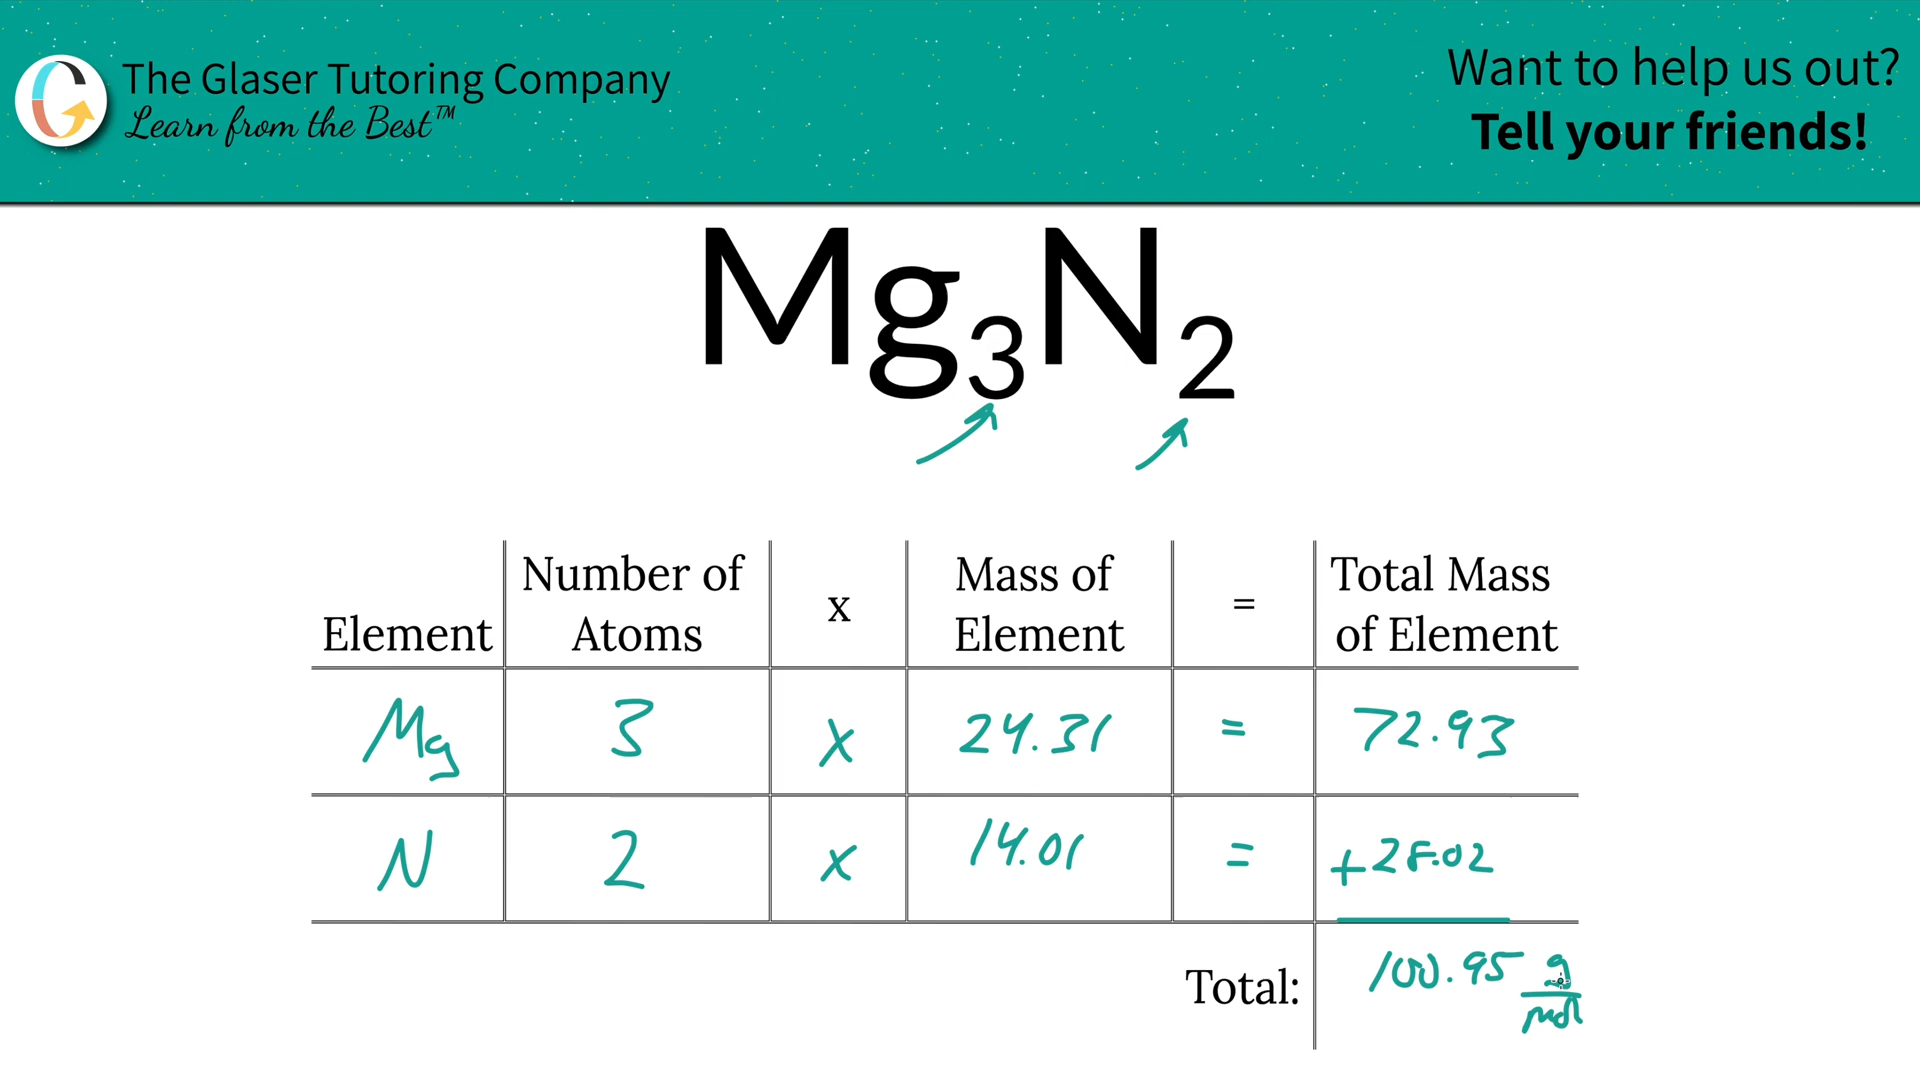 The Glaser Tutoring Company
Learn from the Best™
Want to help us out?
Tell your friends!
Mg₃N₂
Element | Number of Atoms | x | Mass of Element | = | Total Mass of Element
Mg | 3 | x | 24.31 | = | 72.93
N | 2 | x | 14.01 | = | +28.02
Total: 100.95 g/mol